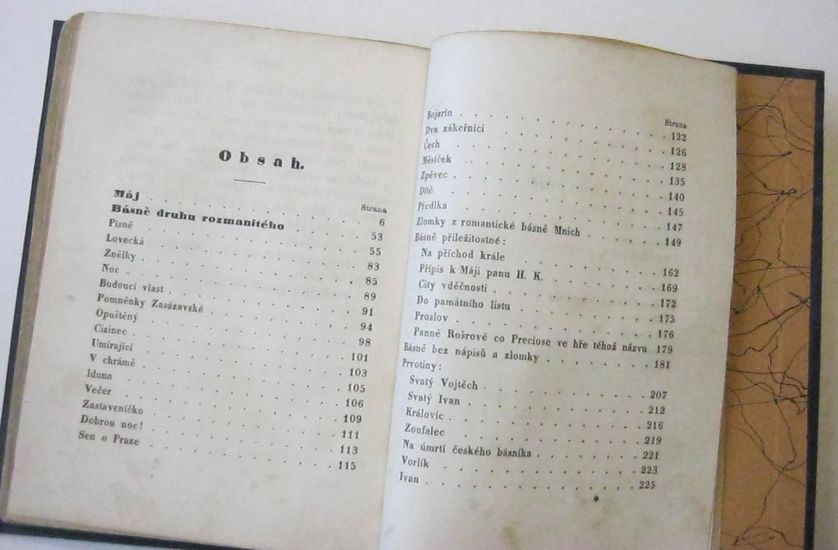 Obsah.
Strana
Máj . . . . . . . . . . 6
Básně druhu rozmanitého . . . . . 53
Písně . . . . . . . . . . 55
Lovecká . . . . . . . . . . 83
Znělky . . . . . . . . . . 85
Noc . . . . . . . . . . 89
Budoucí vlast . . . . . . . . . 91
Pomněnky Zasázavské . . . . . . . 94
Opuštěný . . . . . . . . . . 98
Cizinec . . . . . . . . . . 101
Umírající . . . . . . . . . . 103
V chrámě . . . . . . . . . . 105
Iduna . . . . . . . . . . 106
Večer . . . . . . . . . . 109
Zastaveníčko . . . . . . . . . 111
Dobrou noc! . . . . . . . . . 113
Sen o Praze . . . . . . . . . 115
Strana
Bojarín . . . . . . . . . . 122
Dva zákeřníci . . . . . . . . . 126
Čech . . . . . . . . . . 128
Měsíček . . . . . . . . . . 135
Zpěvec . . . . . . . . . . 140
Dítě . . . . . . . . . . 145
Předlka . . . . . . . . . . 147
Zlomky z romantické básně Mnich . . . . 149
Básně příležitostné:
Na příchod krále . . . . . . . . 162
Přípis k Máji panu H. K. . . . . . . 169
City vděčnosti . . . . . . . . . 172
Do památního listu . . . . . . . . 175
Proslov . . . . . . . . . . 176
Panně Rošrové co Preciose ve hře téhož názvu 179
Básně bez nápisů a zlomky . . . . . . 181
Prvotiny:
Svatý Vojtěch . . . . . . . . . 207
Svatý Ivan . . . . . . . . . . 212
Královic . . . . . . . . . . 216
Zoufalec . . . . . . . . . . 219
Na úmrtí českého básníka . . . . . . 221
Vorlík . . . . . . . . . . 223
Ivan . . . . . . . . . . 225
*